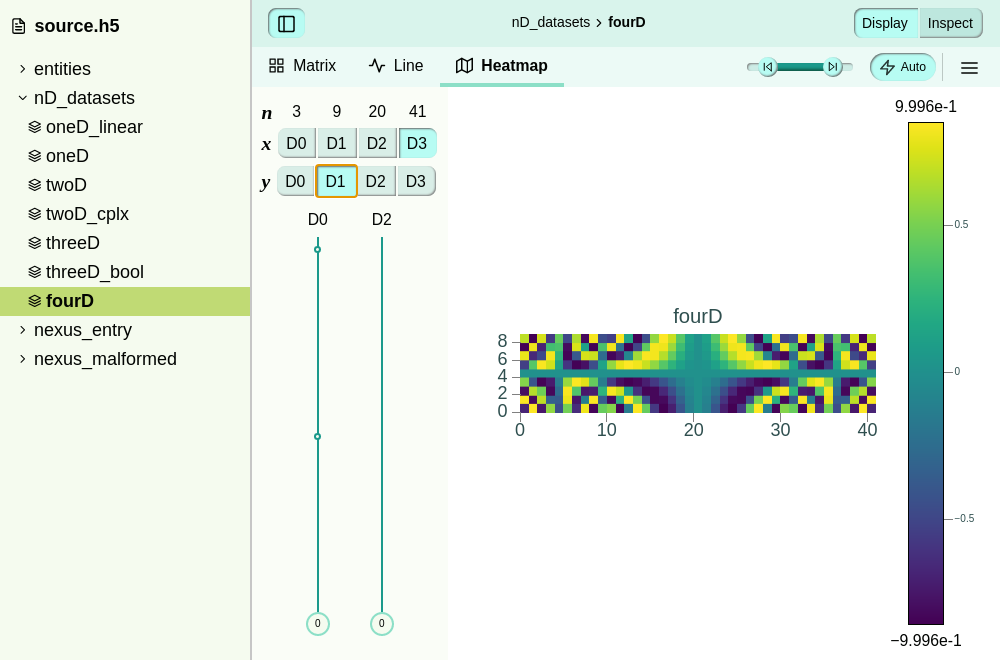 source.h5
entities
nD_datasets
oneD_linear
oneD
twoD
twoD_cplx
threeD
threeD_bool
fourD
nexus_entry
nexus_malformed
nD_datasets › fourD
Display Inspect
Matrix Line Heatmap Auto
n 3 9 20 41
x D0 D1 D2 D3
y D0 D1 D2 D3
D0 D2
0 0
fourD
8
6
4
2
0
0 10 20 30 40
9.996e-1
0.5
0
−0.5
−9.996e-1